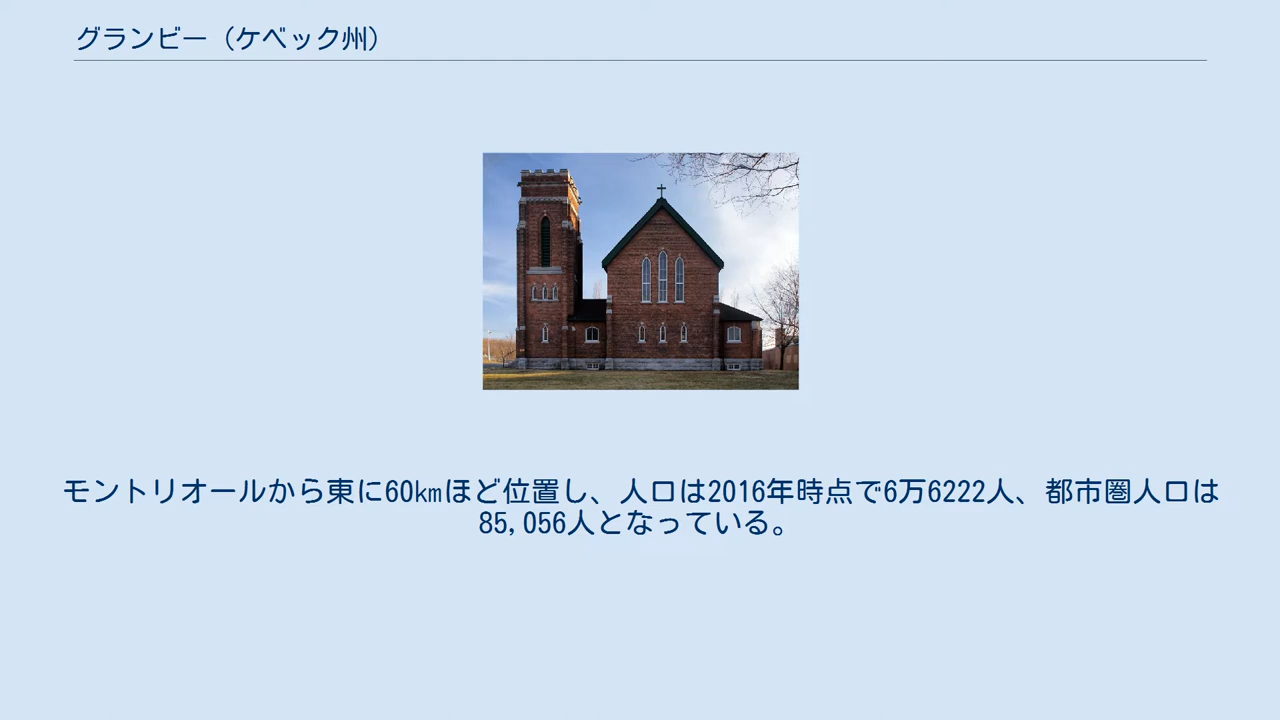 グランビー（ケベック州）
モントリオールから東に60kmほど位置し、人口は2016年時点で6万6222人、都市圏人口は
85,056人となっている。